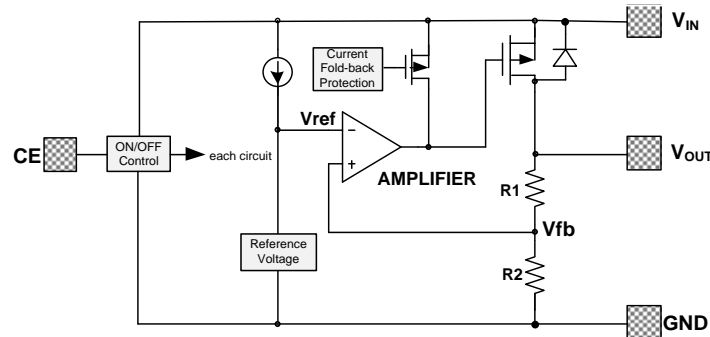 V_IN
Current
Fold-back
Protection
Vref
−
+
AMPLIFIER
CE
ON/OFF
Control
each circuit
V_OUT
R1
Vfb
Reference
Voltage
R2
GND